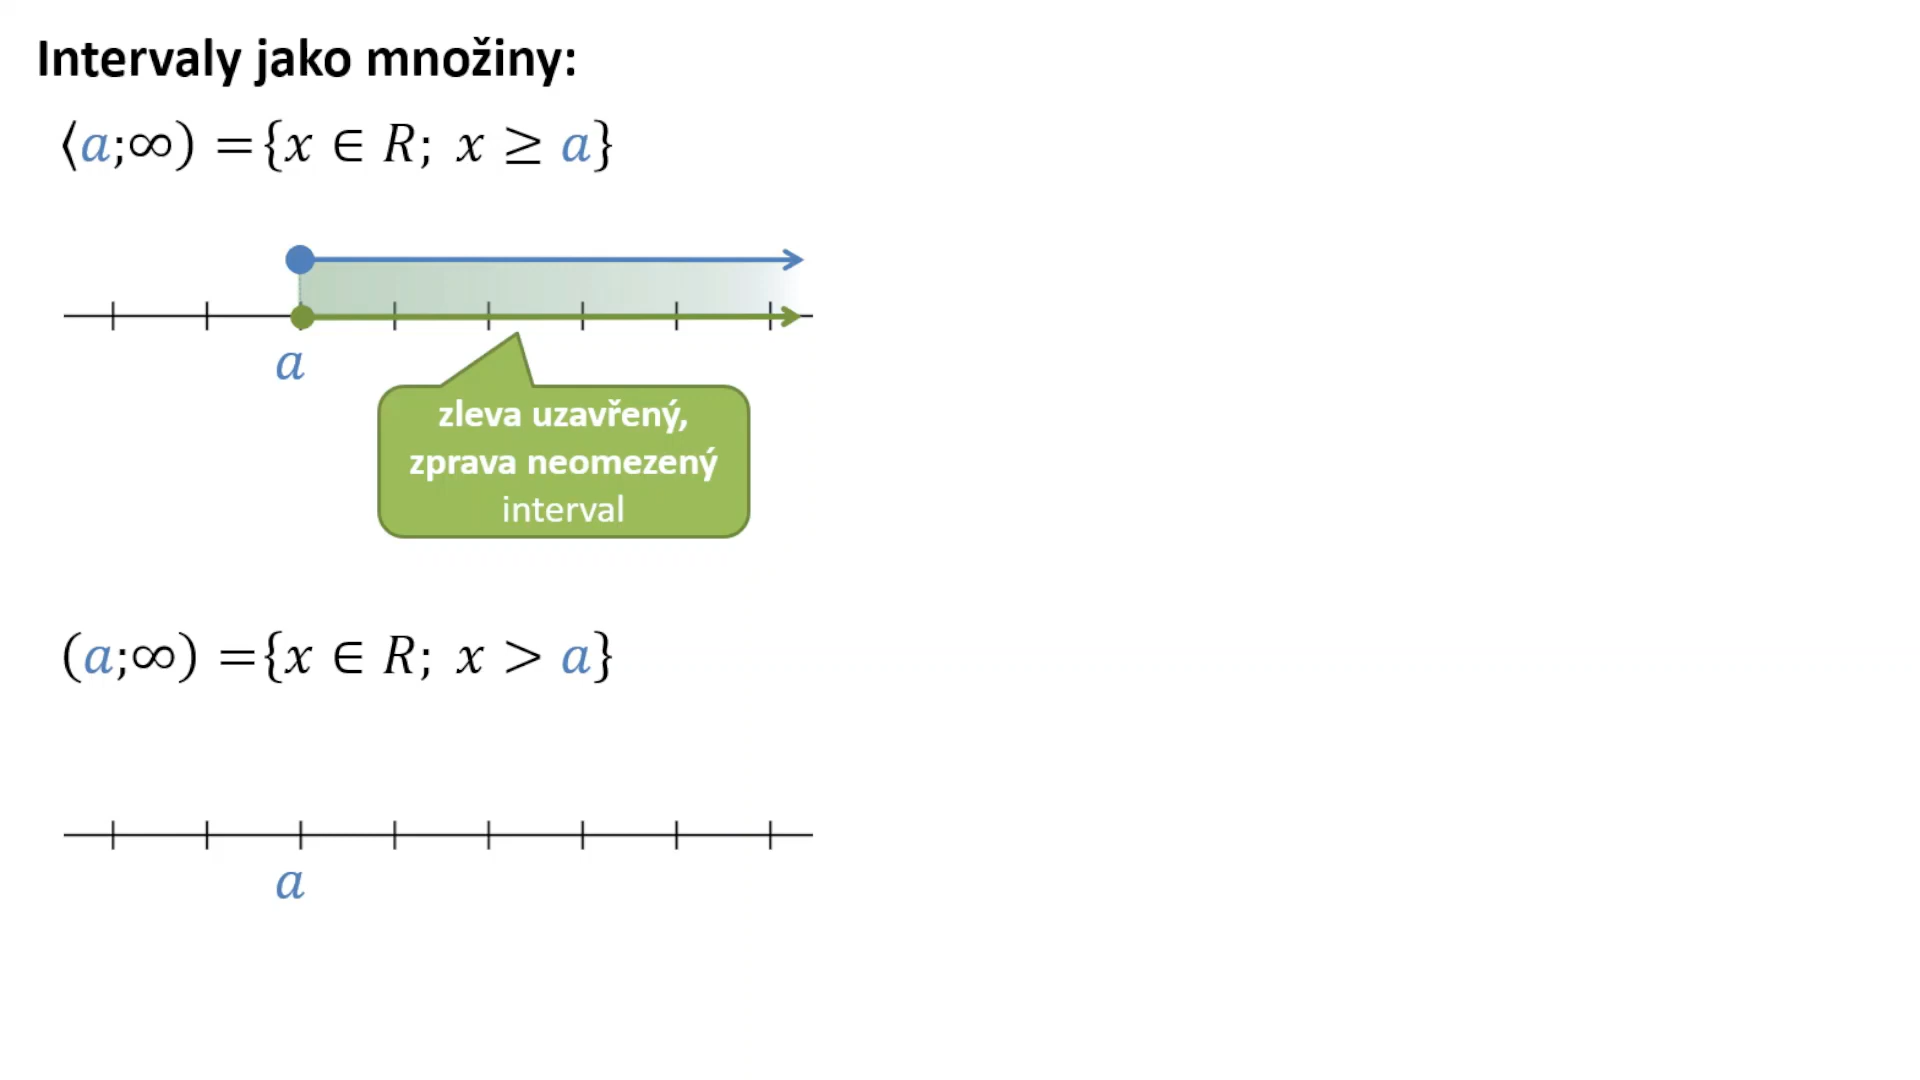 Intervaly jako množiny:
⟨a;∞) ={x ∈ R; x ≥ a}
a
zleva uzavřený,
zprava neomezený
interval
(a;∞) ={x ∈ R; x > a}
a